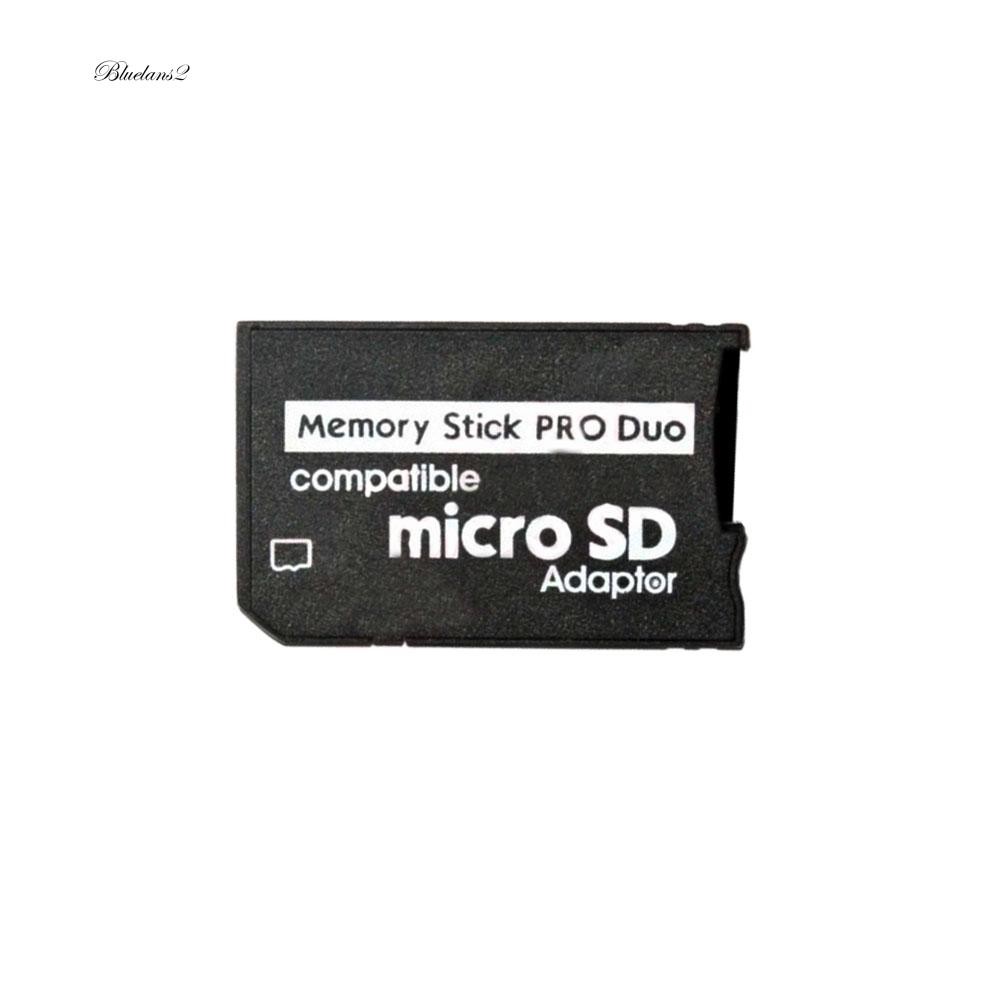 Bluelans2
Memory Stick PRO Duo
compatible
micro SD
Adaptor